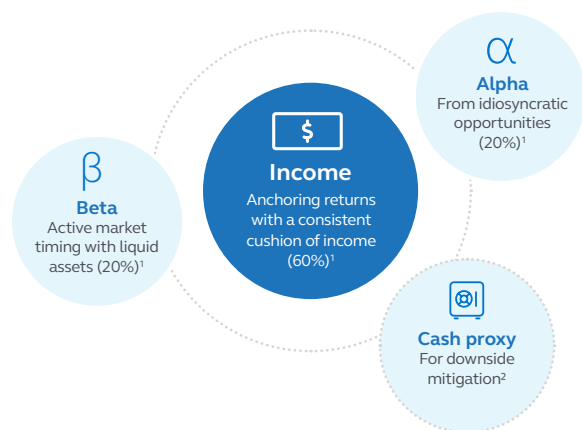 α
Alpha
From idiosyncratic
opportunities
(20%)¹
$
Income
Anchoring returns
with a consistent
cushion of income
(60%)¹
β
Beta
Active market
timing with liquid
assets (20%)¹
Cash proxy
For downside
mitigation²